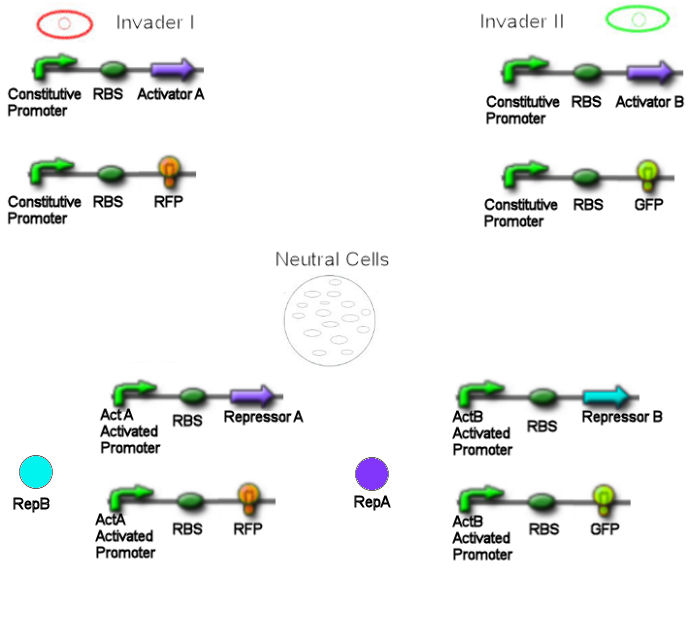 Invader I
Invader II
Constitutive
Promoter
RBS
Activator A
Constitutive
Promoter
RBS
Activator B
Constitutive
Promoter
RBS
RFP
Constitutive
Promoter
RBS
GFP
Neutral Cells
Act A
Activated
Promoter
RBS
Repressor A
ActB
Activated
Promoter
RBS
Repressor B
RepB
ActA
Activated
Promoter
RBS
RFP
RepA
ActB
Activated
Promoter
RBS
GFP